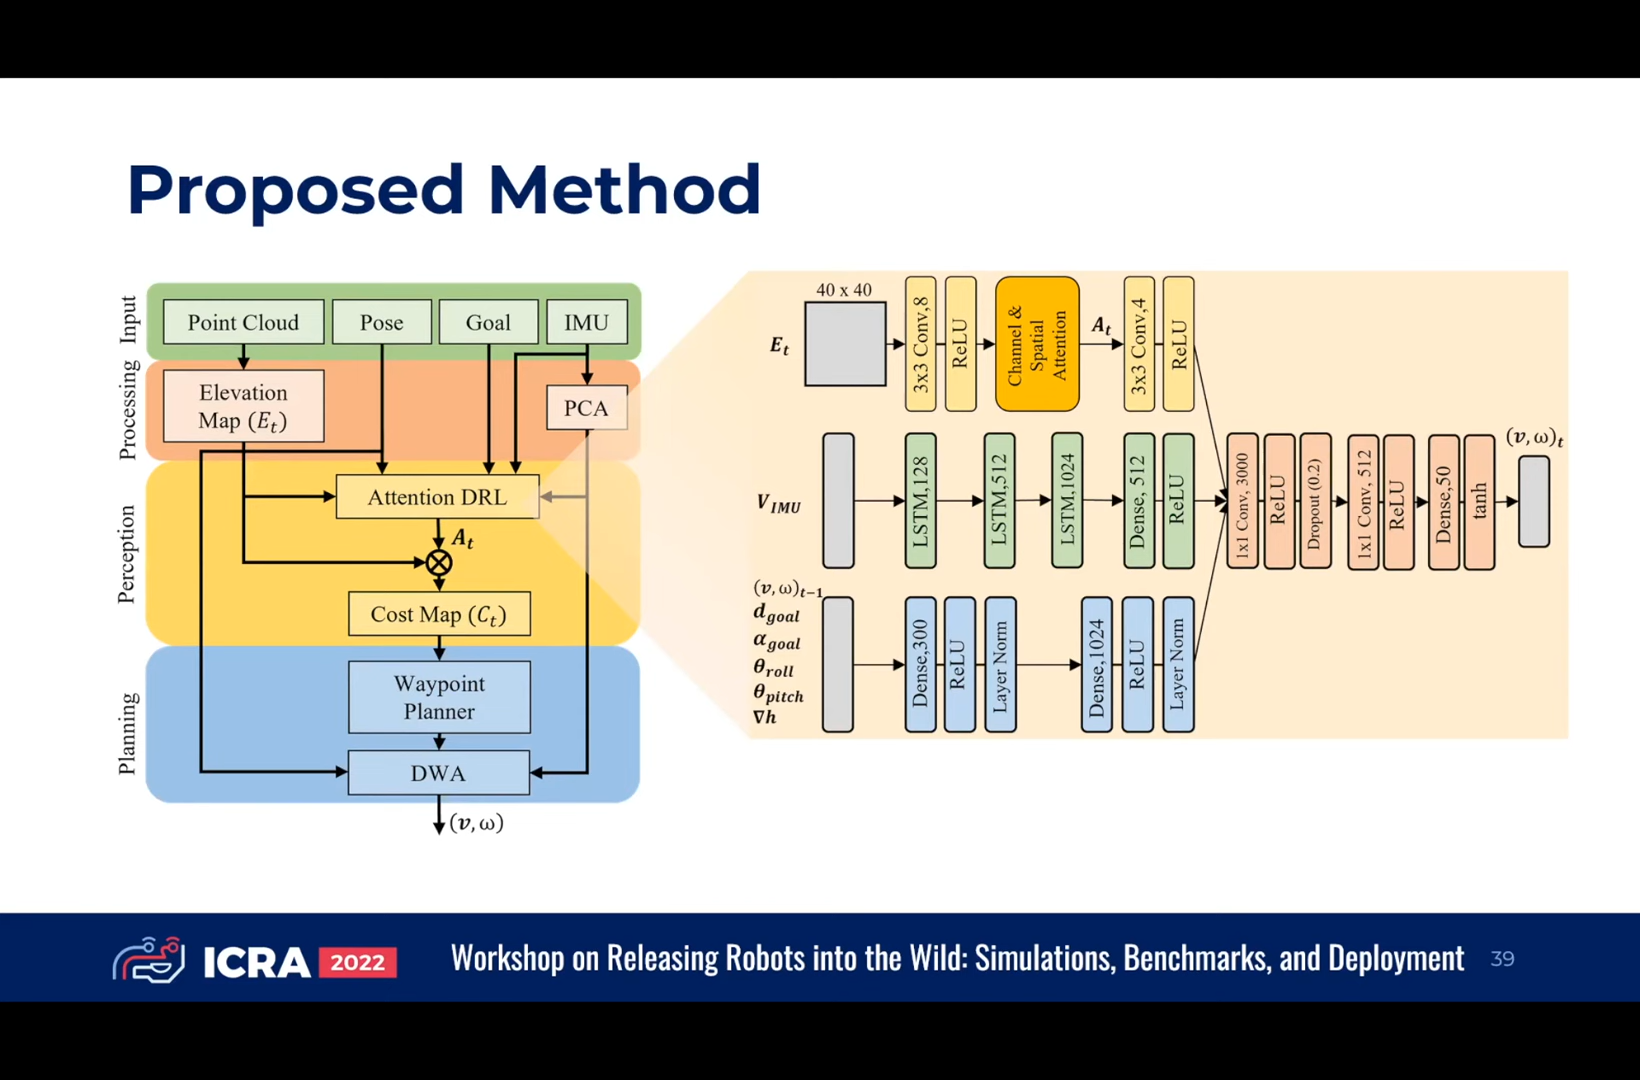 Proposed Method
Input
Point Cloud
Pose
Goal
IMU
Processing
Elevation
Map (E_t)
PCA
Perception
Attention DRL
A_t
Cost Map (C_t)
Planning
Waypoint
Planner
DWA
(v, ω)
40 x 40
E_t
3x3 Conv,8
ReLU
Channel &
Spatial
Attention
A_t
3x3 Conv,4
ReLU
V_IMU
LSTM,128
LSTM,512
LSTM,1024
Dense, 512
ReLU
(v, ω)_t−1
d_goal
α_goal
θ_roll
θ_pitch
∇h
Dense,300
ReLU
Layer Norm
Dense,1024
ReLU
Layer Norm
1x1 Conv, 3000
ReLU
Dropout (0.2)
1x1 Conv, 512
ReLU
Dense,50
tanh
(v, ω)_t
ICRA 2022
Workshop on Releasing Robots into the Wild: Simulations, Benchmarks, and Deployment
39